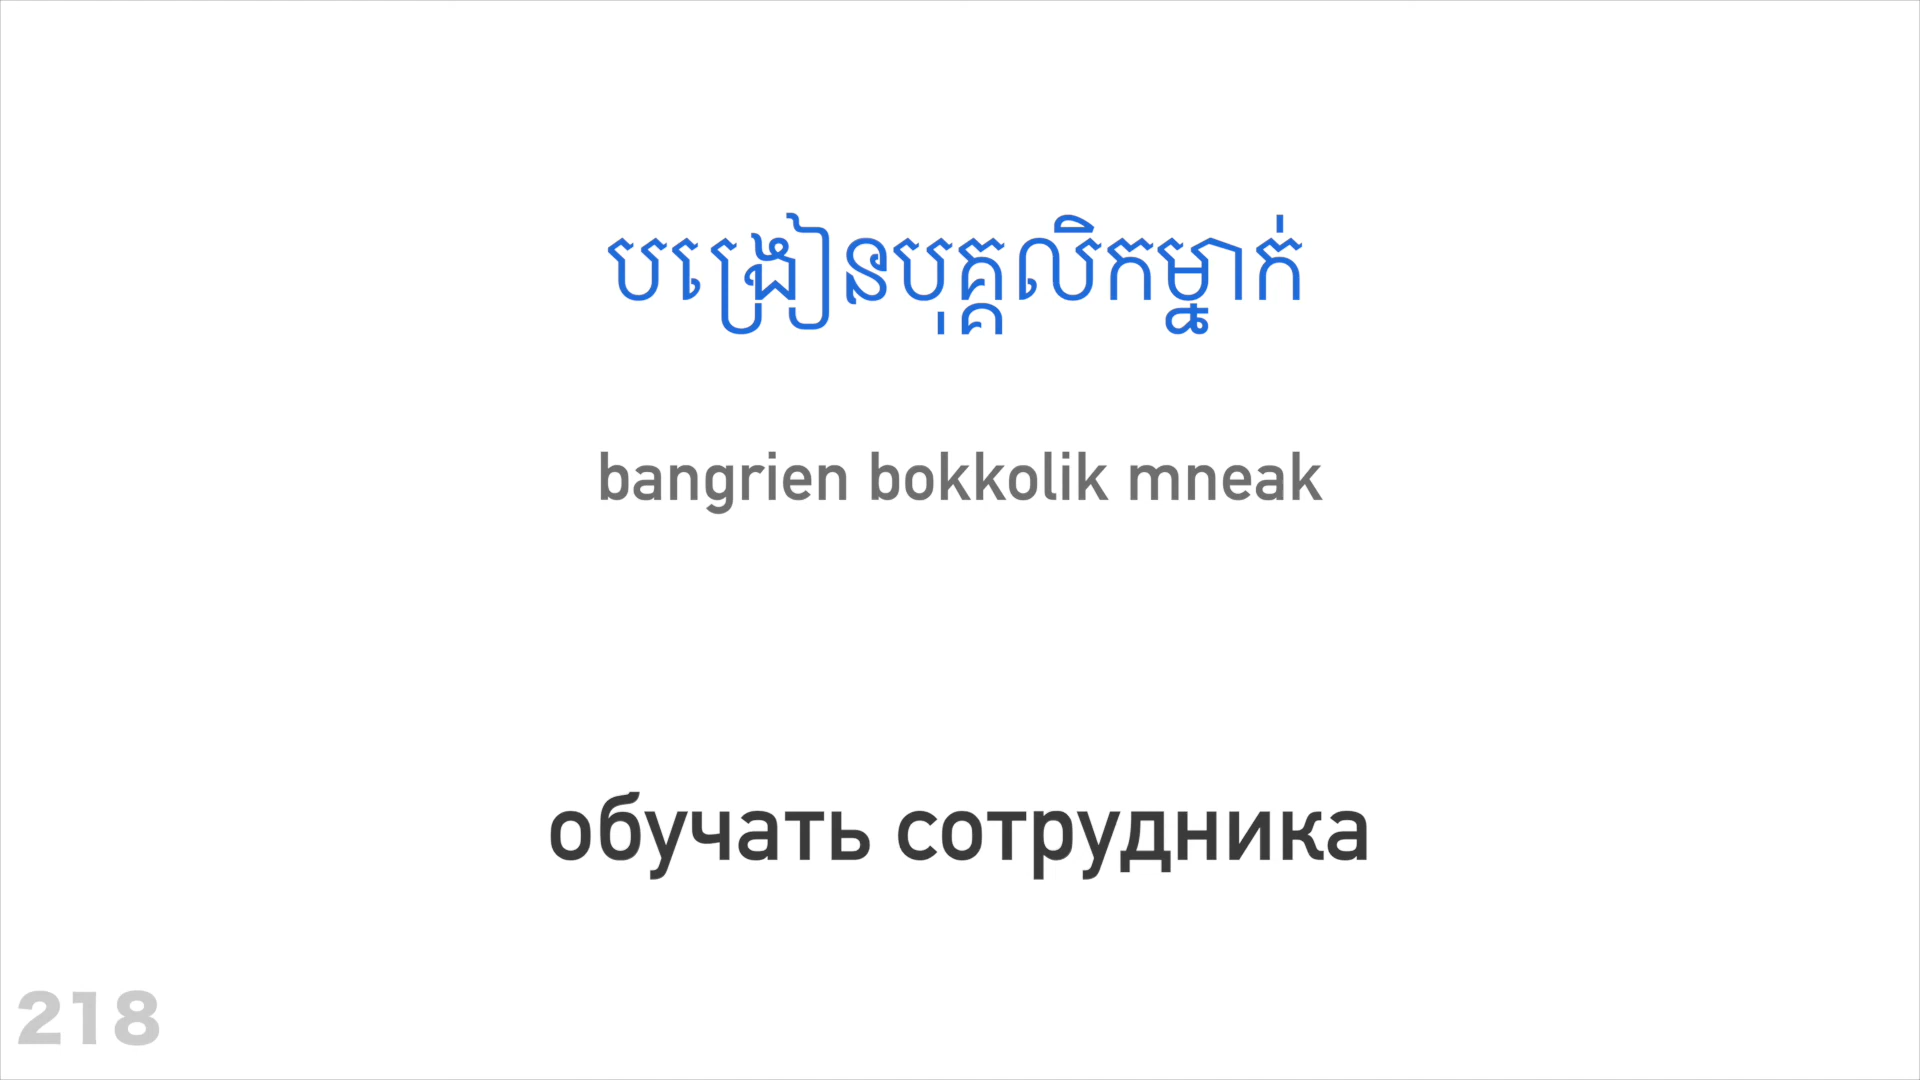 បង្រៀនបុគ្គលិកម្នាក់
bangrien bokkolik mneak
обучать сотрудника
218